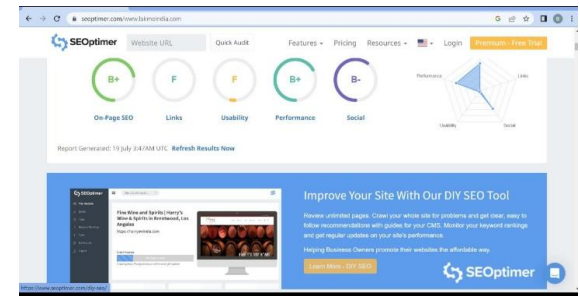 seoptimer.com/www.lakmeindia.com
SEOptimer Website URL Quick Audit Features Pricing Resources Login Premium - Free Trial
B+ F F B+ B-
On-Page SEO Links Usability Performance Social
Performance Links
Usability Social
Report Generated: 19 July 3:47AM UTC Refresh Results Now
SEOptimer
Fine Wine and Spirits | Harry's
Wine & Spirits in Brentwood, Los
Angeles
Improve Your Site With Our DIY SEO Tool
Review unlimited pages: Crawl your whole site for problems and get clear, easy to
follow recommendations with guides for your CMS. Monitor your keyword rankings
and get regular updates on your site's performance.
Helping Business Owners promote their websites the affordable way.
Learn More - DIY SEO
SEOptimer
https://www.seoptimer.com/diy-seo/